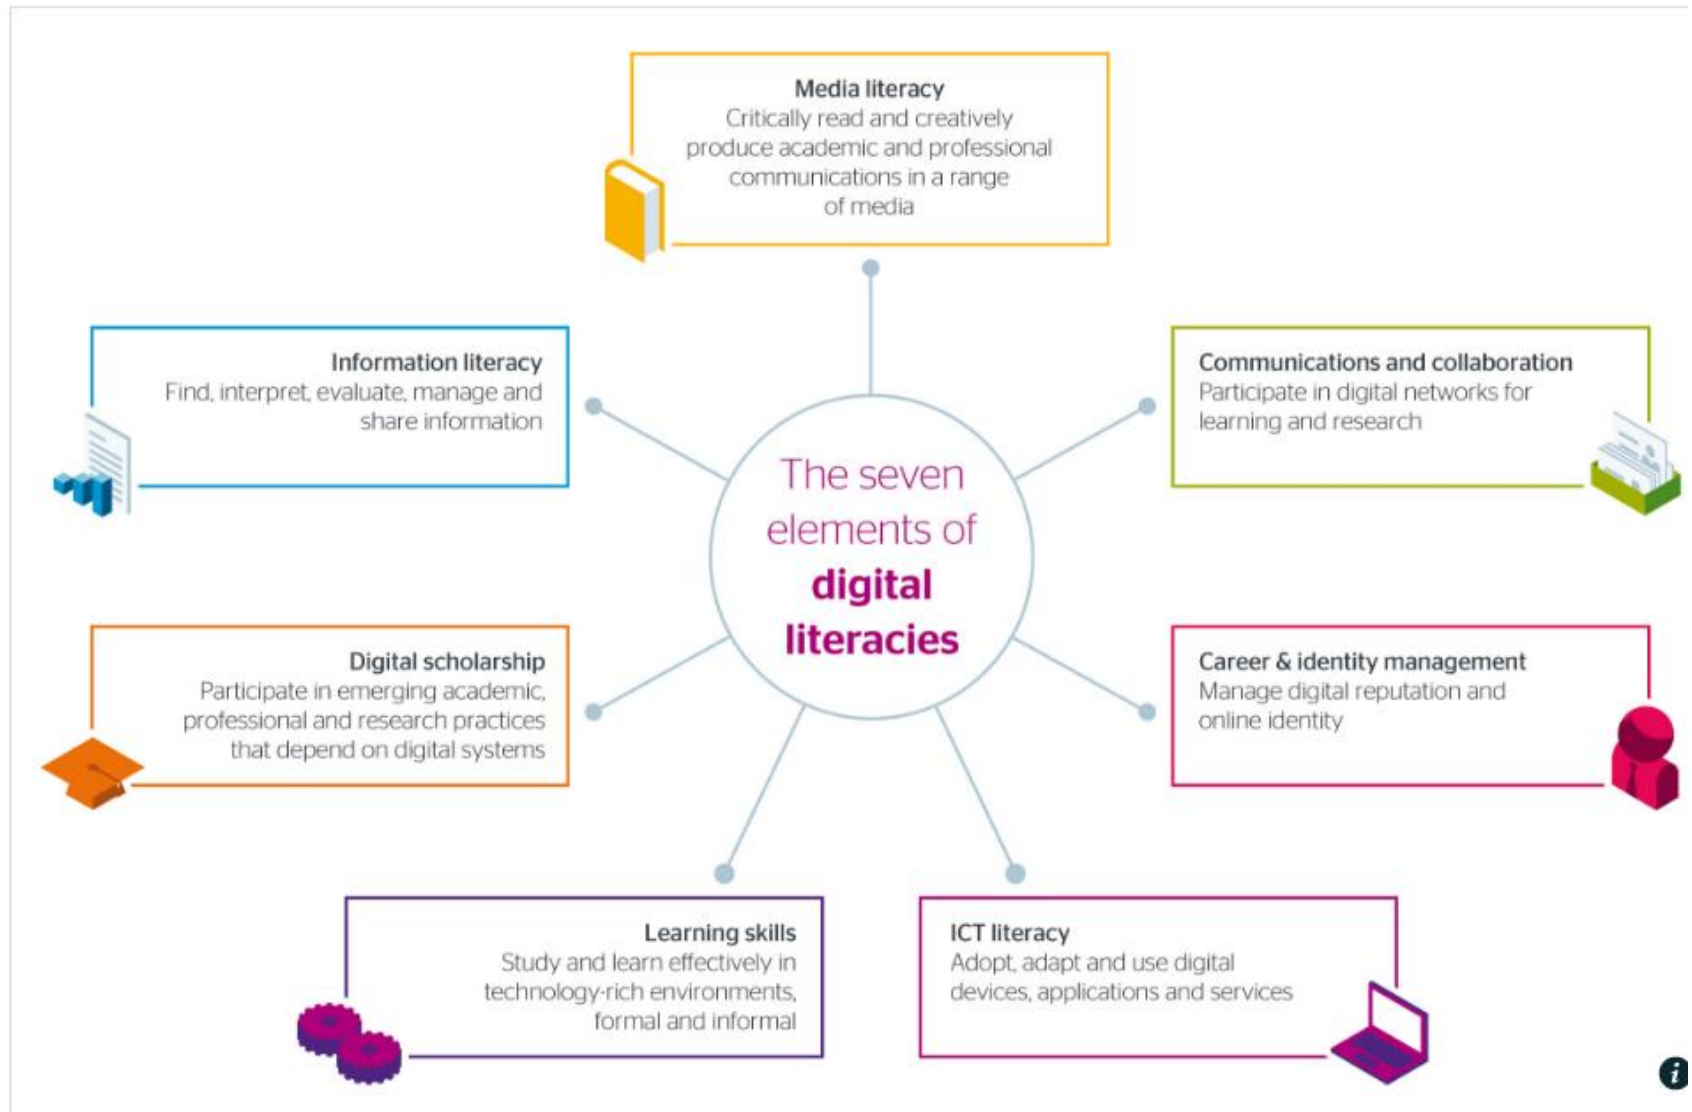 Media literacy
Critically read and creatively
produce academic and professional
communications in a range
of media
Information literacy
Find, interpret, evaluate, manage and
share information
Communications and collaboration
Participate in digital networks for
learning and research
The seven
elements of
digital
literacies
Digital scholarship
Participate in emerging academic,
professional and research practices
that depend on digital systems
Career & identity management
Manage digital reputation and
online identity
Learning skills
Study and learn effectively in
technology-rich environments,
formal and informal
ICT literacy
Adopt, adapt and use digital
devices, applications and services
i